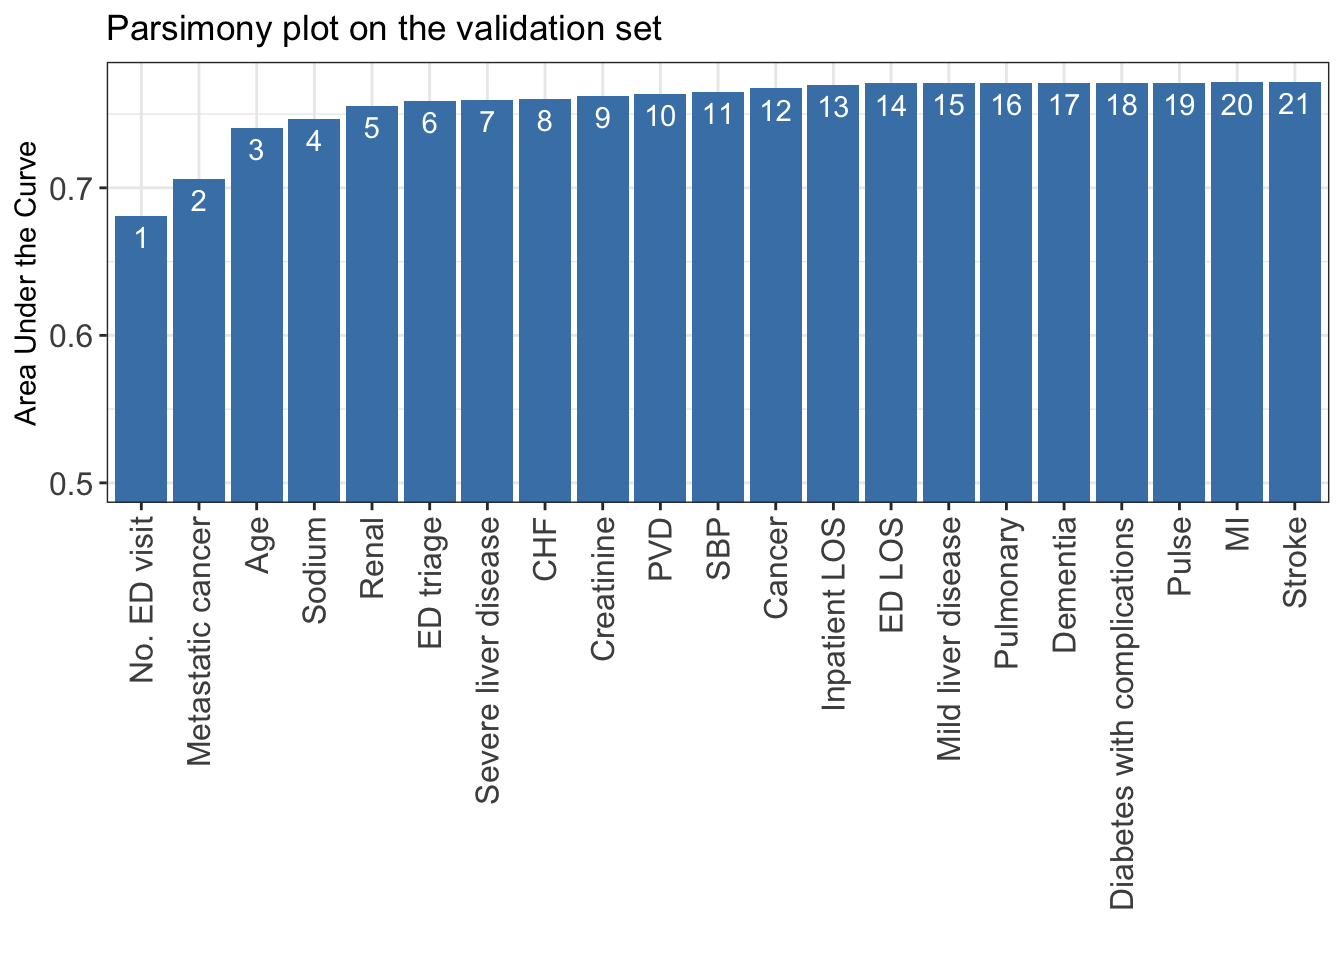 Parsimony plot on the validation set
Area Under the Curve
0.7
0.6
0.5
1
2
3
4
5
6
7
8
9
10
11
12
13
14
15
16
17
18
19
20
21
No. ED visit
Metastatic cancer
Age
Sodium
Renal
ED triage
Severe liver disease
CHF
Creatinine
PVD
SBP
Cancer
Inpatient LOS
ED LOS
Mild liver disease
Pulmonary
Dementia
Diabetes with complications
Pulse
MI
Stroke